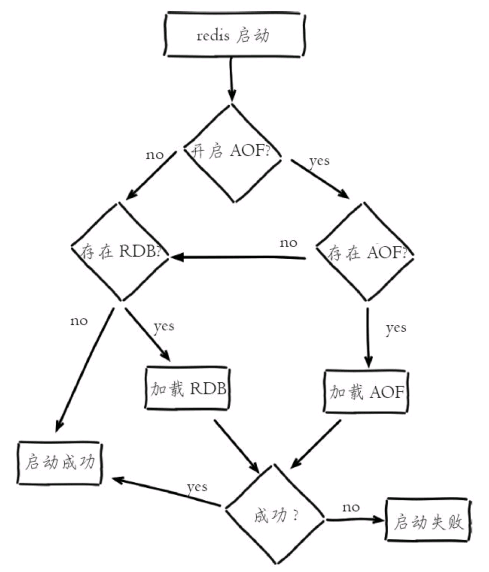 redis 启动
开启 AOF?
no
yes
存在 RDB?
no
存在 AOF?
no
yes
yes
加载 RDB
加载 AOF
启动成功
yes
成功？
no
启动失败